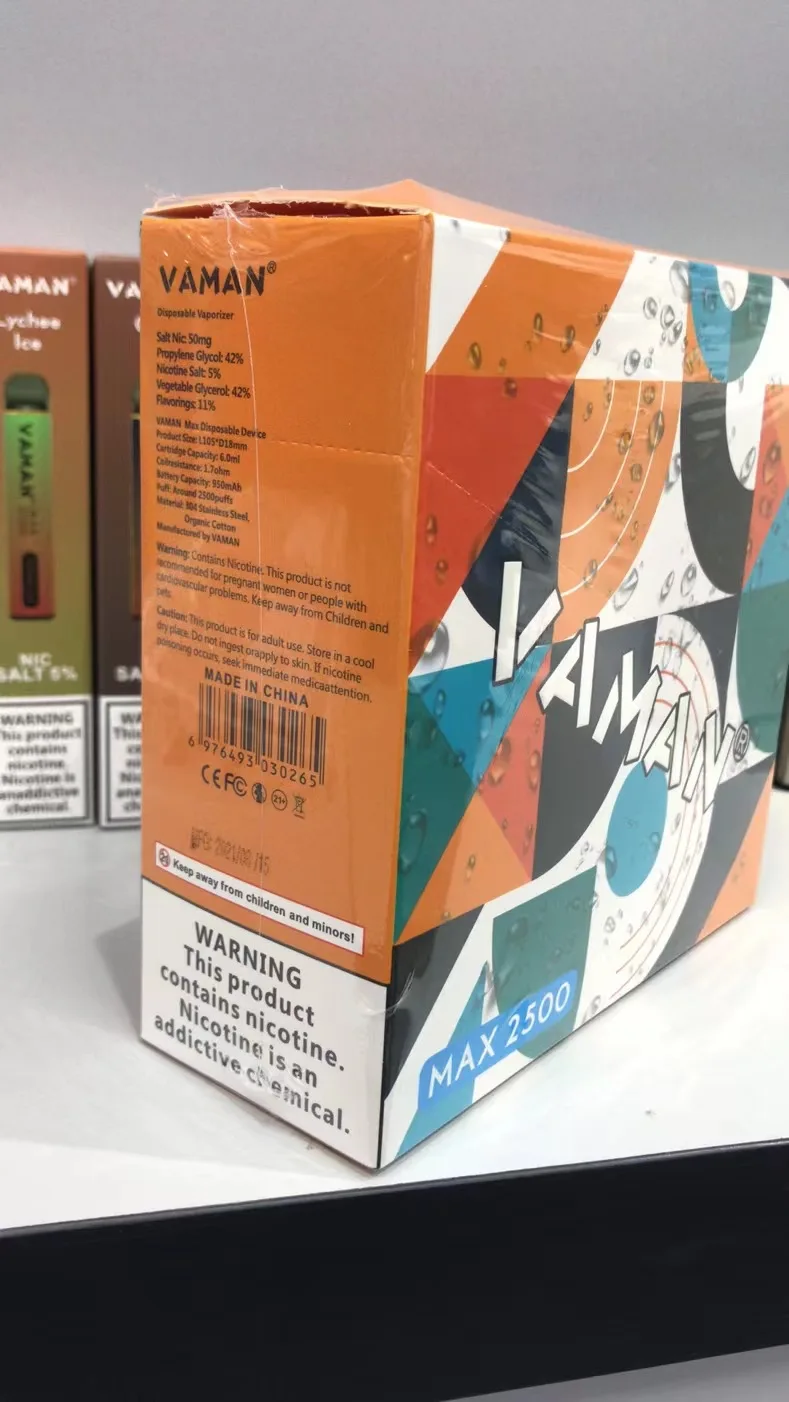 VAMAN®
Disposable Vaporizer
Salt Nic: 50mg
Propylene Glycol: 42%
Nicotine Salt: 5%
Vegetable Glycerol: 42%
Flavorings: 11%
VAMAN Max Disposable Device
Product Size: L105*D18mm
Cartridge Capacity: 6.0ml
Coilrasistance: 1.7ohm
Battery Capacity: 950mAh
Puff: Around 2500puffs
Material: 304 Stainless Steel,
Organic Cotton
Manufactured by VAMAN
Warning: Contains Nicotine. This product is not
recommended for pregnant women or people with
cardiovascular problems. Keep away from Children and
pets.
Caution: This product is for adult use. Store in a cool
dry place. Do not ingest orapply to skin. If nicotine
poisoning occurs, seek immediate medicaattention.
MADE IN CHINA
6 976493 030265
CE FC 21+
Keep away from children and minors!
WARNING
This product
contains nicotine.
Nicotine is an
addictive chemical.
VAMAN®
MAX 2500
AMAN
Lychee
Ice
VAMAN
NIC
SALT 5%
WARNING
This product
contains
nicotine.
Nicotine is
anaddictive
chemical.
VA
SA